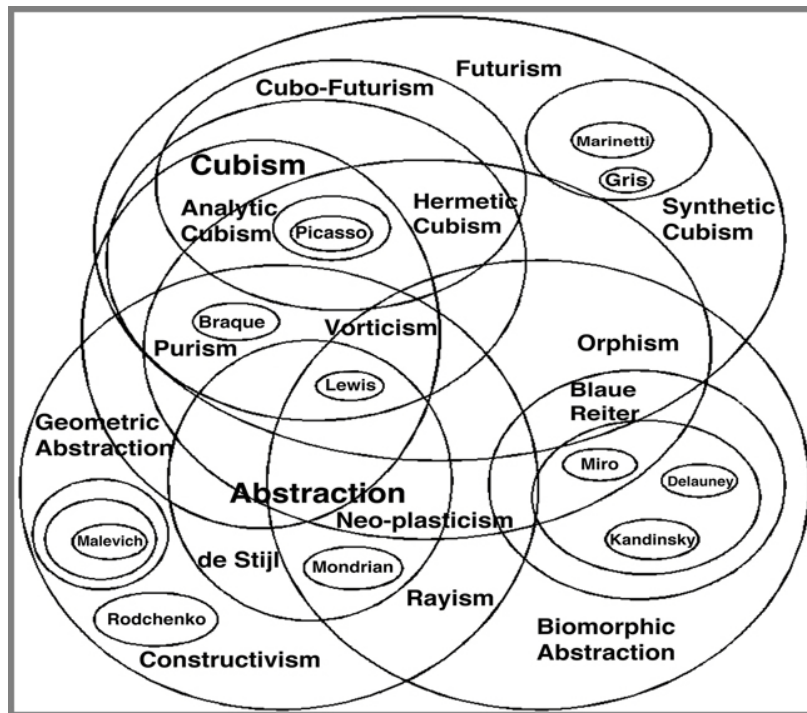 Futurism
Cubo-Futurism
Marinetti
Cubism
Gris
Analytic
Cubism
Hermetic
Cubism
Synthetic
Cubism
Picasso
Braque
Vorticism
Purism
Orphism
Lewis
Blaue
Reiter
Geometric
Abstraction
Miro
Delauney
Abstraction
Neo-plasticism
Malevich
Kandinsky
de Stijl
Mondrian
Rayism
Rodchenko
Biomorphic
Abstraction
Constructivism